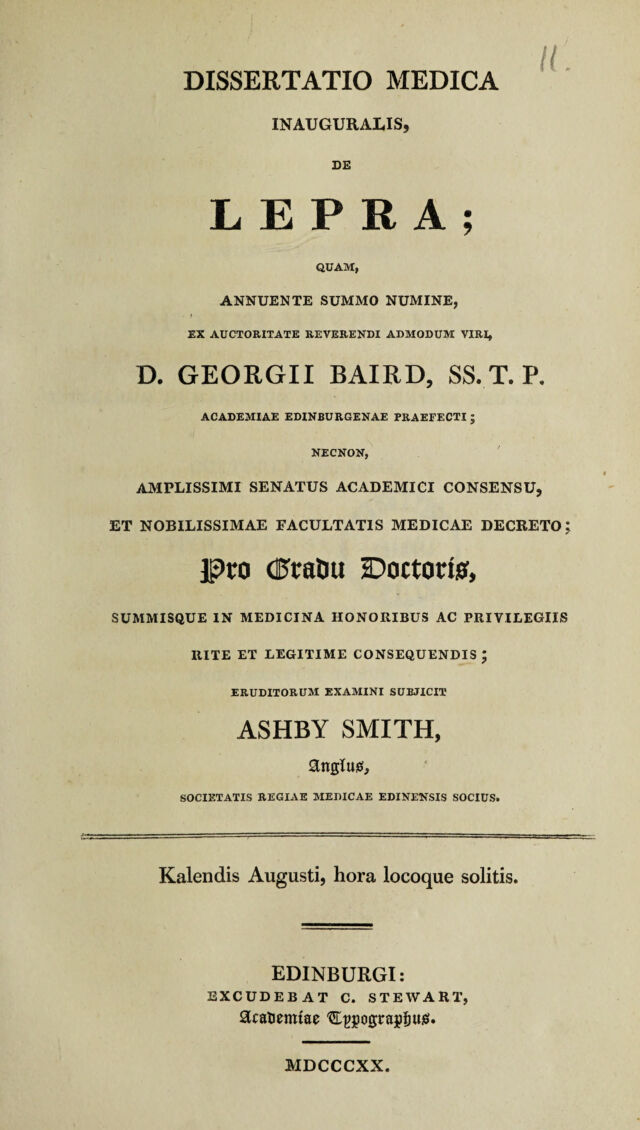 11.
DISSERTATIO MEDICA
INAUGURALIS,
DE
LEPRA;
QUAM,
ANNUENTE SUMMO NUMINE,
EX AUCTORITATE REVERENDI ADMODUM VIRI,
D. GEORGII BAIRD, SS. T. P.
ACADEMIAE EDINBURGENAE PRAEFECTI;
NECNON,
AMPLISSIMI SENATUS ACADEMICI CONSENSU,
ET NOBILISSIMAE FACULTATIS MEDICAE DECRETO;
Pro Gradu Doctoris,
SUMMISQUE IN MEDICINA HONORIBUS AC PRIVILEGIIS
RITE ET LEGITIME CONSEQUENDIS;
ERUDITORUM EXAMINI SUBJICIT
ASHBY SMITH,
Anglus,
SOCIETATIS REGIAE MEDICAE EDINENSIS SOCIUS.
Kalendis Augusti, hora locoque solitis.
EDINBURGI:
EXCUDEBAT C. STEWART,
Academiae Typographus.
MDCCCXX.